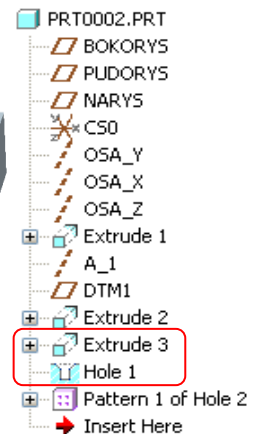 PRT0002.PRT
BOKORYS
PUDORYS
NARYS
CS0
OSA_Y
OSA_X
OSA_Z
Extrude 1
A_1
DTM1
Extrude 2
Extrude 3
Hole 1
Pattern 1 of Hole 2
Insert Here